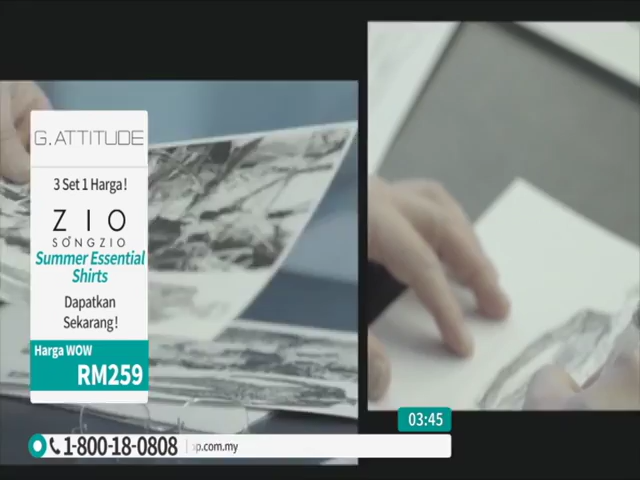 G.ATTITUDE
3 Set 1 Harga!
ZIO
SONGZIO
Summer Essential
Shirts
Dapatkan
Sekarang!
Harga WOW
RM259
03:45
1-800-18-0808
p.com.my